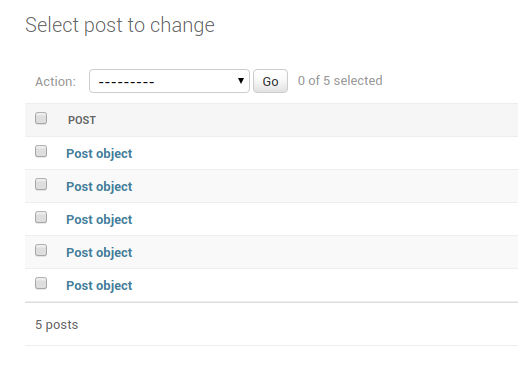 Select post to change
Action: --------- Go 0 of 5 selected
POST
Post object
Post object
Post object
Post object
Post object
5 posts